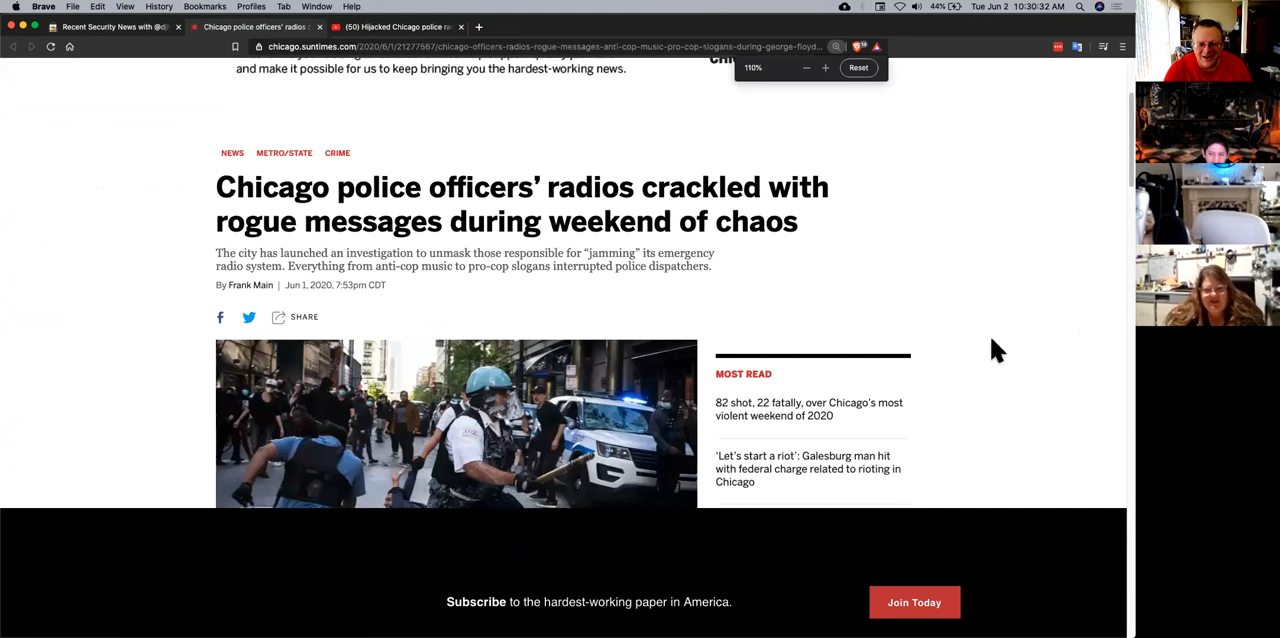 Brave File Edit View History Bookmarks Profiles Tab Window Help 44% Tue Jun 2 10:30:32 AM
Recent Security News with @dj × Chicago police officers' radios c × (50) Hijacked Chicago police ra × +
chicago.suntimes.com/2020/6/1/21277567/chicago-officers-radios-rogue-messages-anti-cop-music-pro-cop-slogans-during-george-floyd...
110% − + Reset
and make it possible for us to keep bringing you the hardest-working news.
NEWS METRO/STATE CRIME
Chicago police officers’ radios crackled with
rogue messages during weekend of chaos
The city has launched an investigation to unmask those responsible for “jamming” its emergency
radio system. Everything from anti-cop music to pro-cop slogans interrupted police dispatchers.
By Frank Main | Jun 1, 2020, 7:53pm CDT
SHARE
MOST READ
82 shot, 22 fatally, over Chicago’s most
violent weekend of 2020
‘Let’s start a riot’: Galesburg man hit
with federal charge related to rioting in
Chicago
Subscribe to the hardest-working paper in America.
Join Today